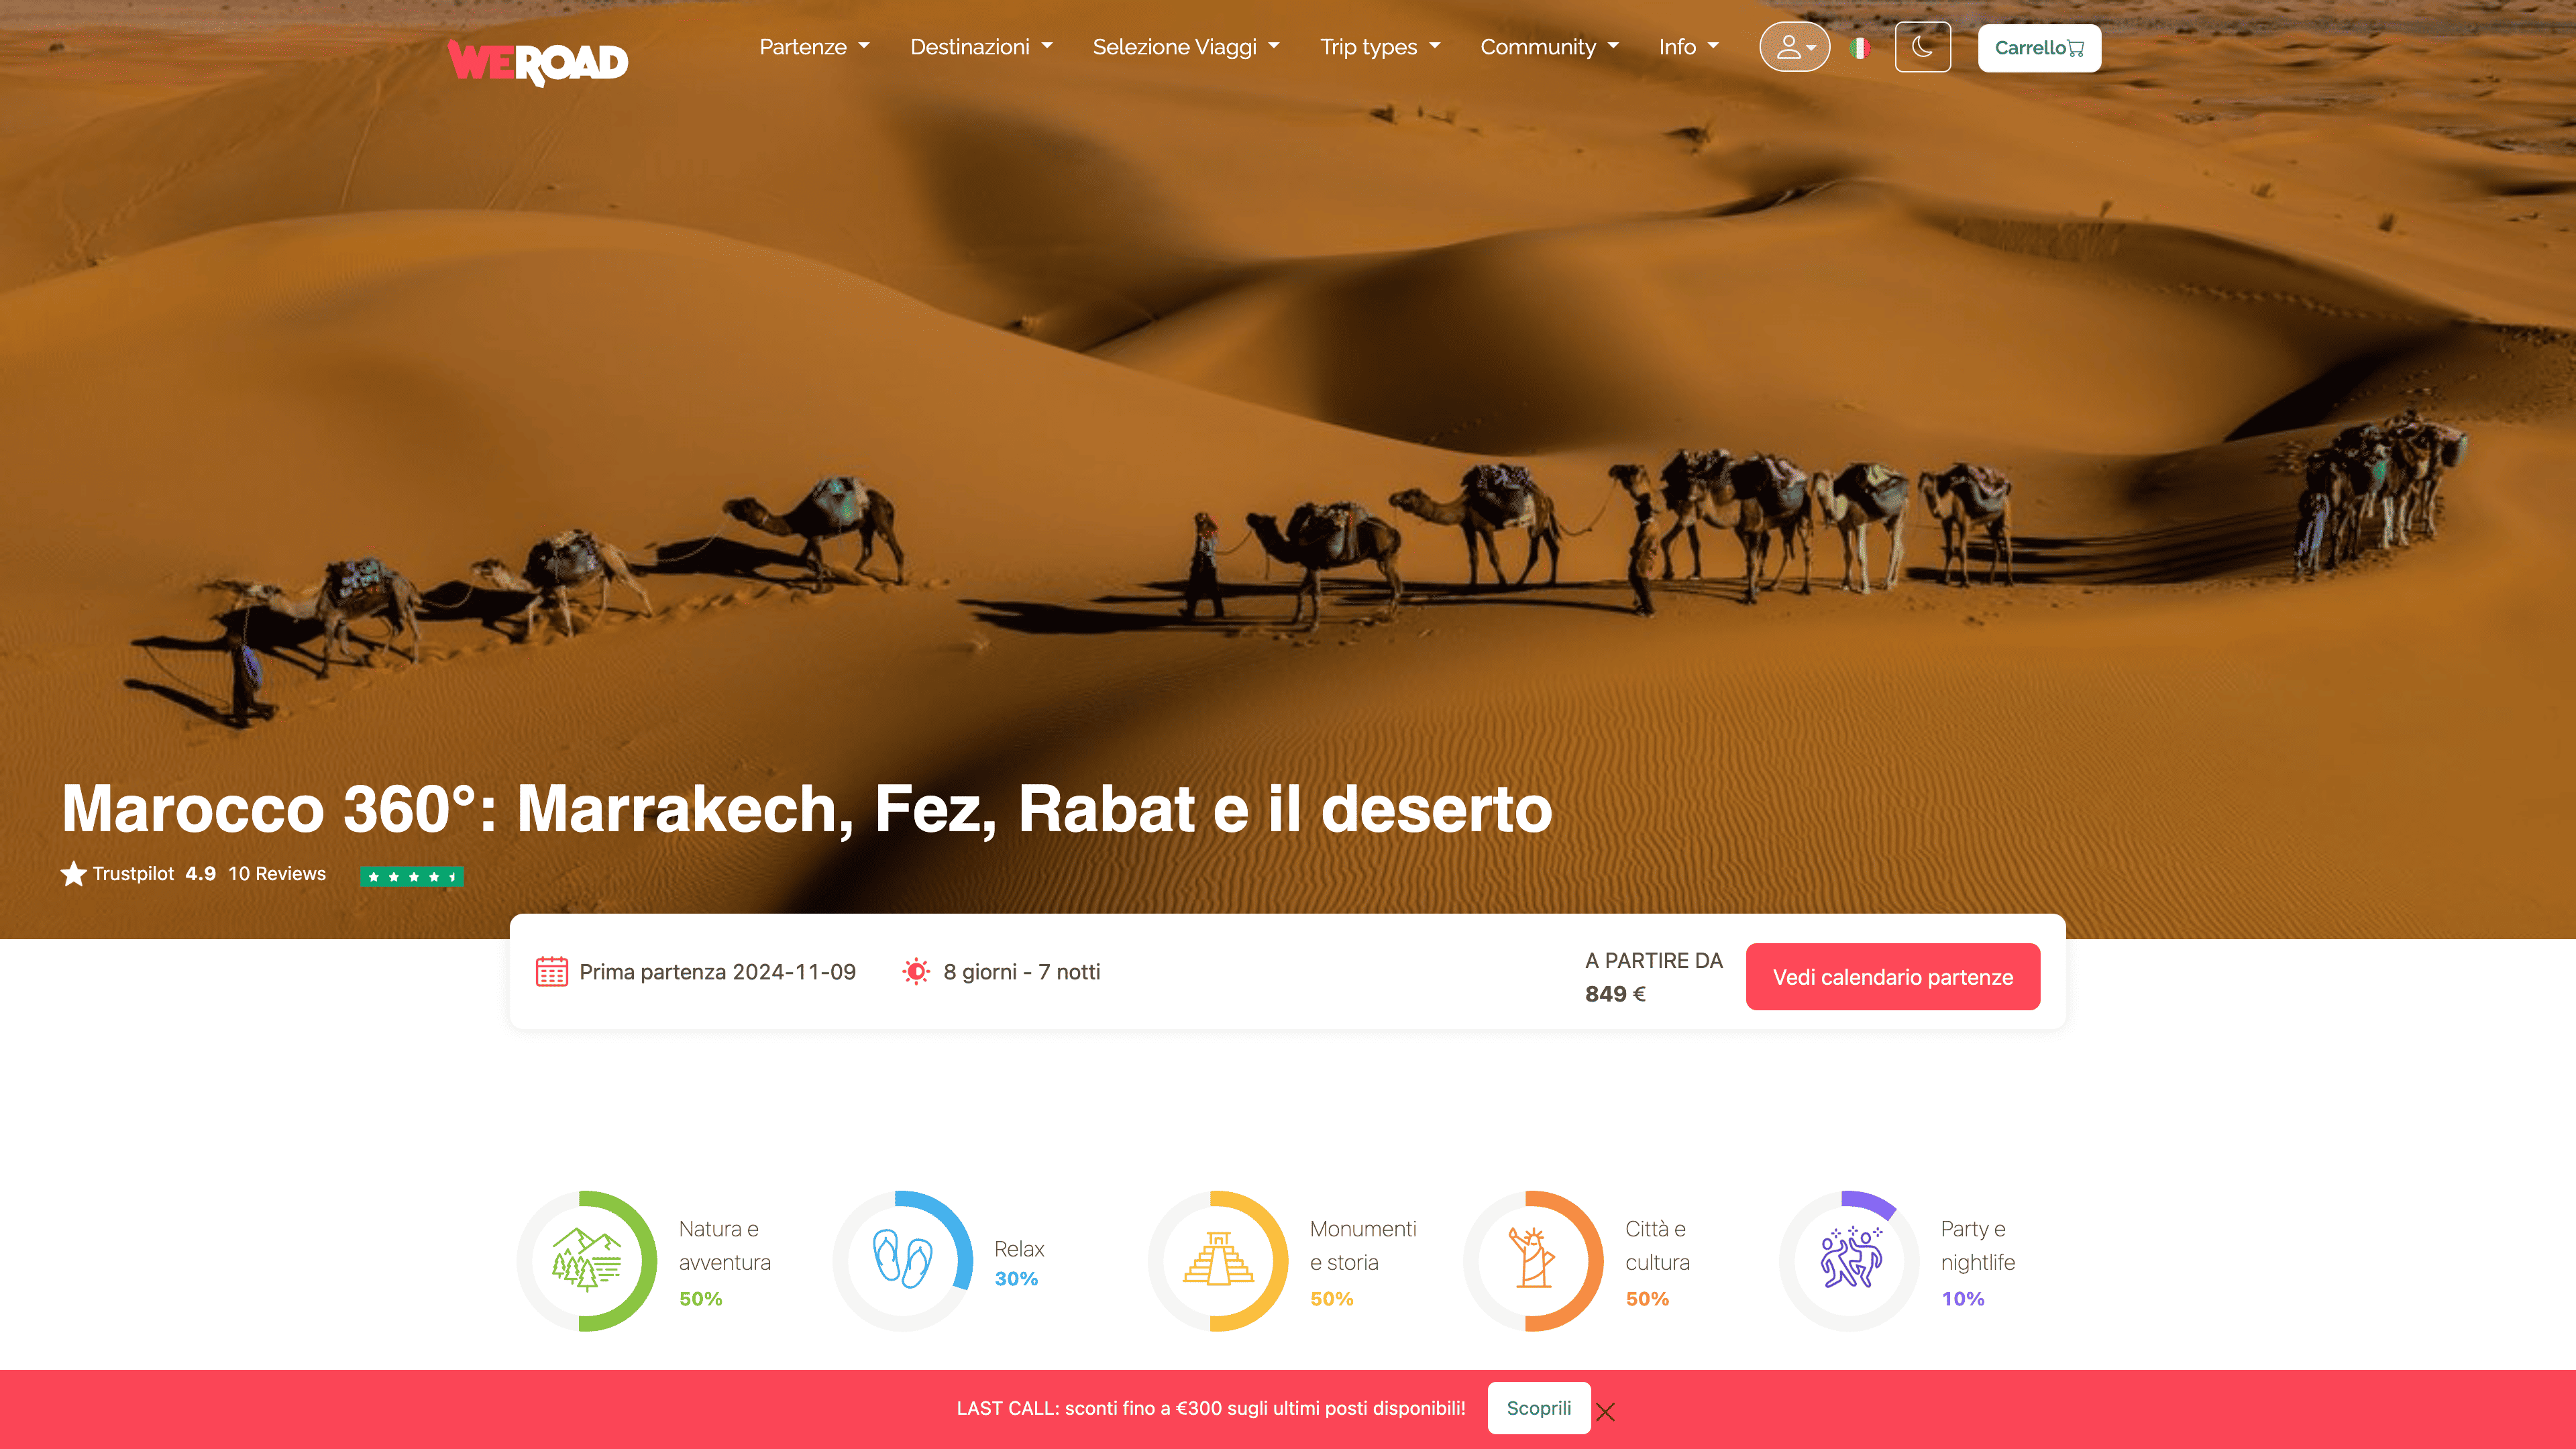 WEROAD
Partenze
Destinazioni
Selezione Viaggi
Trip types
Community
Info
Carrello
Marocco 360°: Marrakech, Fez, Rabat e il deserto
Trustpilot 4.9 10 Reviews
Prima partenza 2024-11-09
8 giorni - 7 notti
A PARTIRE DA
849 €
Vedi calendario partenze
Natura e
avventura
50%
Relax
30%
Monumenti
e storia
50%
Città e
cultura
50%
Party e
nightlife
10%
LAST CALL: sconti fino a €300 sugli ultimi posti disponibili!
Scoprili